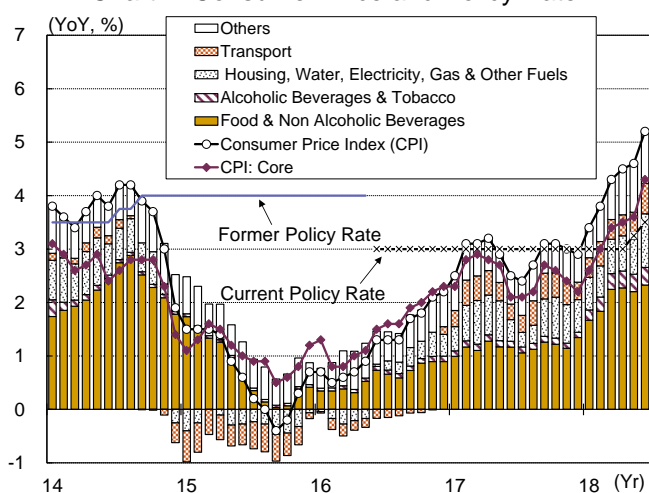 7
(YoY, %)
Others
Transport
Housing, Water, Electricity, Gas & Other Fuels
Alcoholic Beverages & Tobacco
Food & Non Alcoholic Beverages
Consumer Price Index (CPI)
CPI: Core
6
5
4
Former Policy Rate
3
Current Policy Rate
2
1
0
-1
14
15
16
17
18
(Yr)